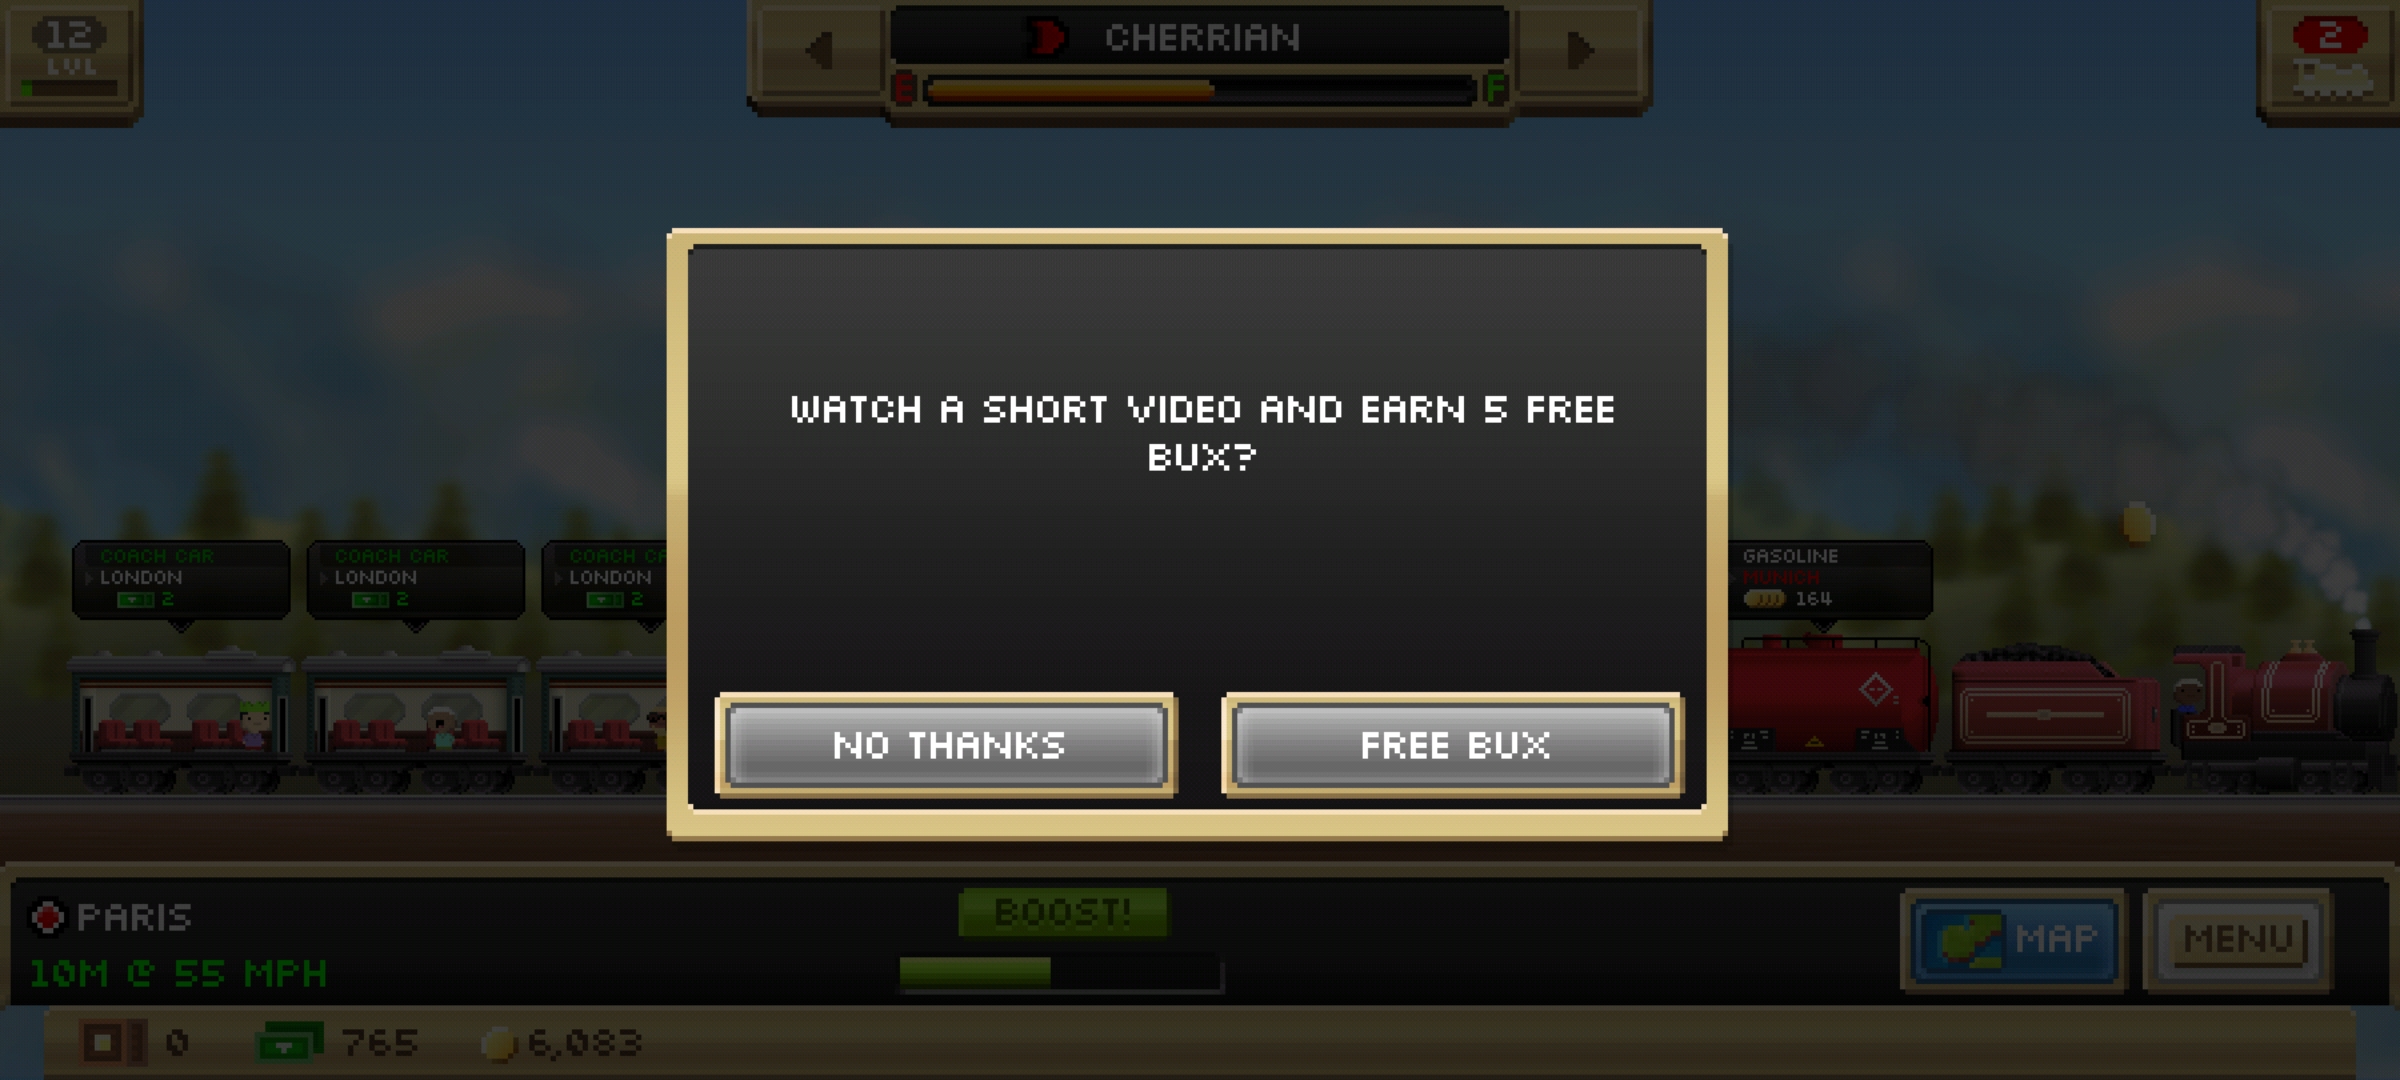 12
LVL
CHERRIAN
E F
2
WATCH A SHORT VIDEO AND EARN 5 FREE
BUX?
NO THANKS
FREE BUX
COACH CAR
LONDON
2
COACH CAR
LONDON
2
COACH CA
LONDON
2
GASOLINE
MUNICH
164
PARIS
10M @ 55 MPH
BOOST!
MAP
MENU
0
765
6,083